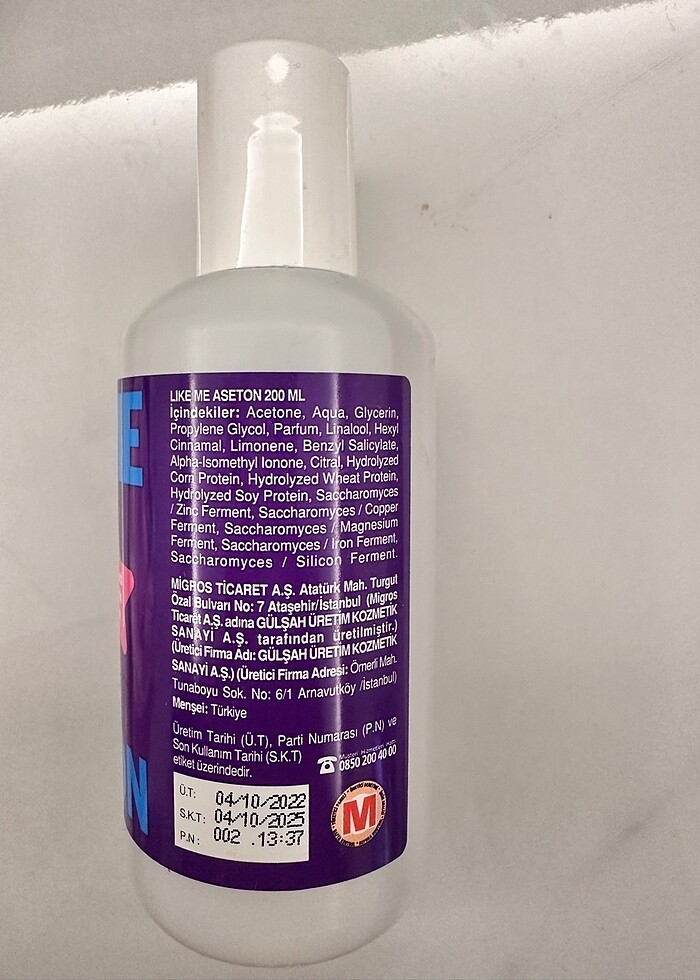 E
N
LIKE ME ASETON 200 ML
İçindekiler: Acetone, Aqua, Glycerin,
Propylene Glycol, Parfum, Linalool, Hexyl
Cinnamal, Limonene, Benzyl Salicylate,
Alpha-Isomethyl Ionone, Citral, Hydrolyzed
Corn Protein, Hydrolyzed Wheat Protein,
Hydrolyzed Soy Protein, Saccharomyces
/ Zinc Ferment, Saccharomyces / Copper
Ferment, Saccharomyces / Magnesium
Ferment, Saccharomyces / Iron Ferment,
Saccharomyces / Silicon Ferment.
MİGROS TİCARET A.Ş. Atatürk Mah. Turgut
Özal Bulvarı No: 7 Ataşehir/İstanbul (Migros
Ticaret A.Ş. adına GÜLŞAH ÜRETİM KOZMETİK
SANAYİ A.Ş. tarafından üretilmiştir.)
(Üretici Firma Adı: GÜLŞAH ÜRETİM KOZMETİK
SANAYİ A.Ş.) (Üretici Firma Adresi: Ömerli Mah.
Tunaboyu Sok. No: 6/1 Arnavutköy /İstanbul)
Menşei: Türkiye
Üretim Tarihi (Ü.T), Parti Numarası (P.N) ve
Son Kullanım Tarihi (S.K.T)
etiket üzerindedir.
Müşteri Hizmetleri Hattı
0850 200 40 00
Ü.T: 04/10/2022
S.K.T: 04/10/2025
P.N: 002 .13:37
M